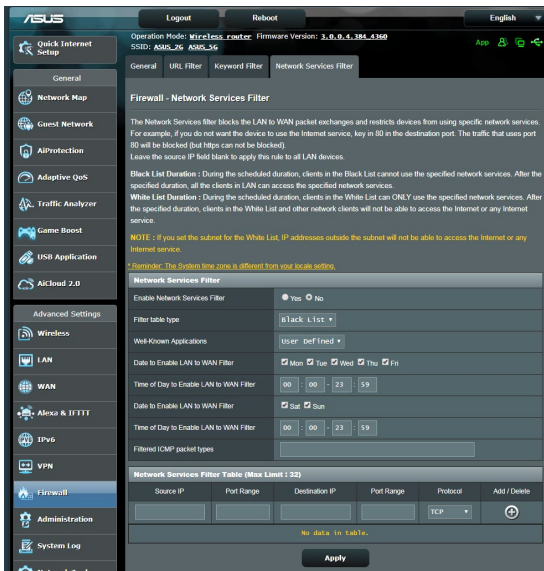 ASUS
Logout
Reboot
English
Operation Mode: Wireless router Firmware Version: 3.0.0.4.384_4360
SSID: ASUS_2G ASUS_5G
App
Quick Internet
Setup
General
Network Map
Guest Network
AiProtection
Adaptive QoS
Traffic Analyzer
Game Boost
USB Application
AiCloud 2.0
Advanced Settings
Wireless
LAN
WAN
Alexa & IFTTT
IPv6
VPN
Firewall
Administration
System Log
General URL Filter Keyword Filter Network Services Filter
Firewall - Network Services Filter
The Network Services filter blocks the LAN to WAN packet exchanges and restricts devices from using specific network services.
For example, if you do not want the device to use the Internet service, key in 80 in the destination port. The traffic that uses port
80 will be blocked (but https can not be blocked).
Leave the source IP field blank to apply this rule to all LAN devices.
Black List Duration : During the scheduled duration, clients in the Black List cannot use the specified network services. After the
specified duration, all the clients in LAN can access the specified network services.
White List Duration : During the scheduled duration, clients in the White List can ONLY use the specified network services. After
the specified duration, clients in the White List and other network clients will not be able to access the Internet or any Internet
service.
NOTE : If you set the subnet for the White List, IP addresses outside the subnet will not be able to access the Internet or any
Internet service.
* Reminder: The System time zone is different from your locale setting.
Network Services Filter
Enable Network Services Filter Yes No
Filter table type Black List
Well-Known Applications User Defined
Date to Enable LAN to WAN Filter Mon Tue Wed Thu Fri
Time of Day to Enable LAN to WAN Filter 00 : 00 - 23 : 59
Date to Enable LAN to WAN Filter Sat Sun
Time of Day to Enable LAN to WAN Filter 00 : 00 - 23 : 59
Filtered ICMP packet types
Network Services Filter Table (Max Limit : 32)
Source IP Port Range Destination IP Port Range Protocol Add / Delete
TCP
No data in table.
Apply